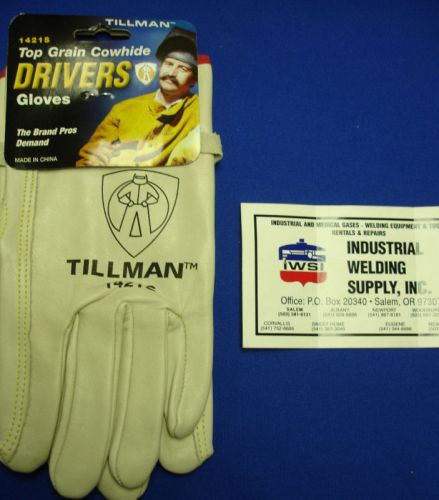 TILLMAN™
1421S
Top Grain Cowhide
DRIVERS
Gloves
The Brand Pros
Demand
MADE IN CHINA
TILLMAN™
1421S
INDUSTRIAL AND MEDICAL GASES - WELDING EQUIPMENT & TOO
RENTALS & REPAIRS
IWSI
INDUSTRIAL
WELDING
SUPPLY, INC.
Office: P.O. Box 20340 • Salem, OR 9730
SALEM ALBANY NEWPORT
CORVALLIS SWEET HOME EUGENE